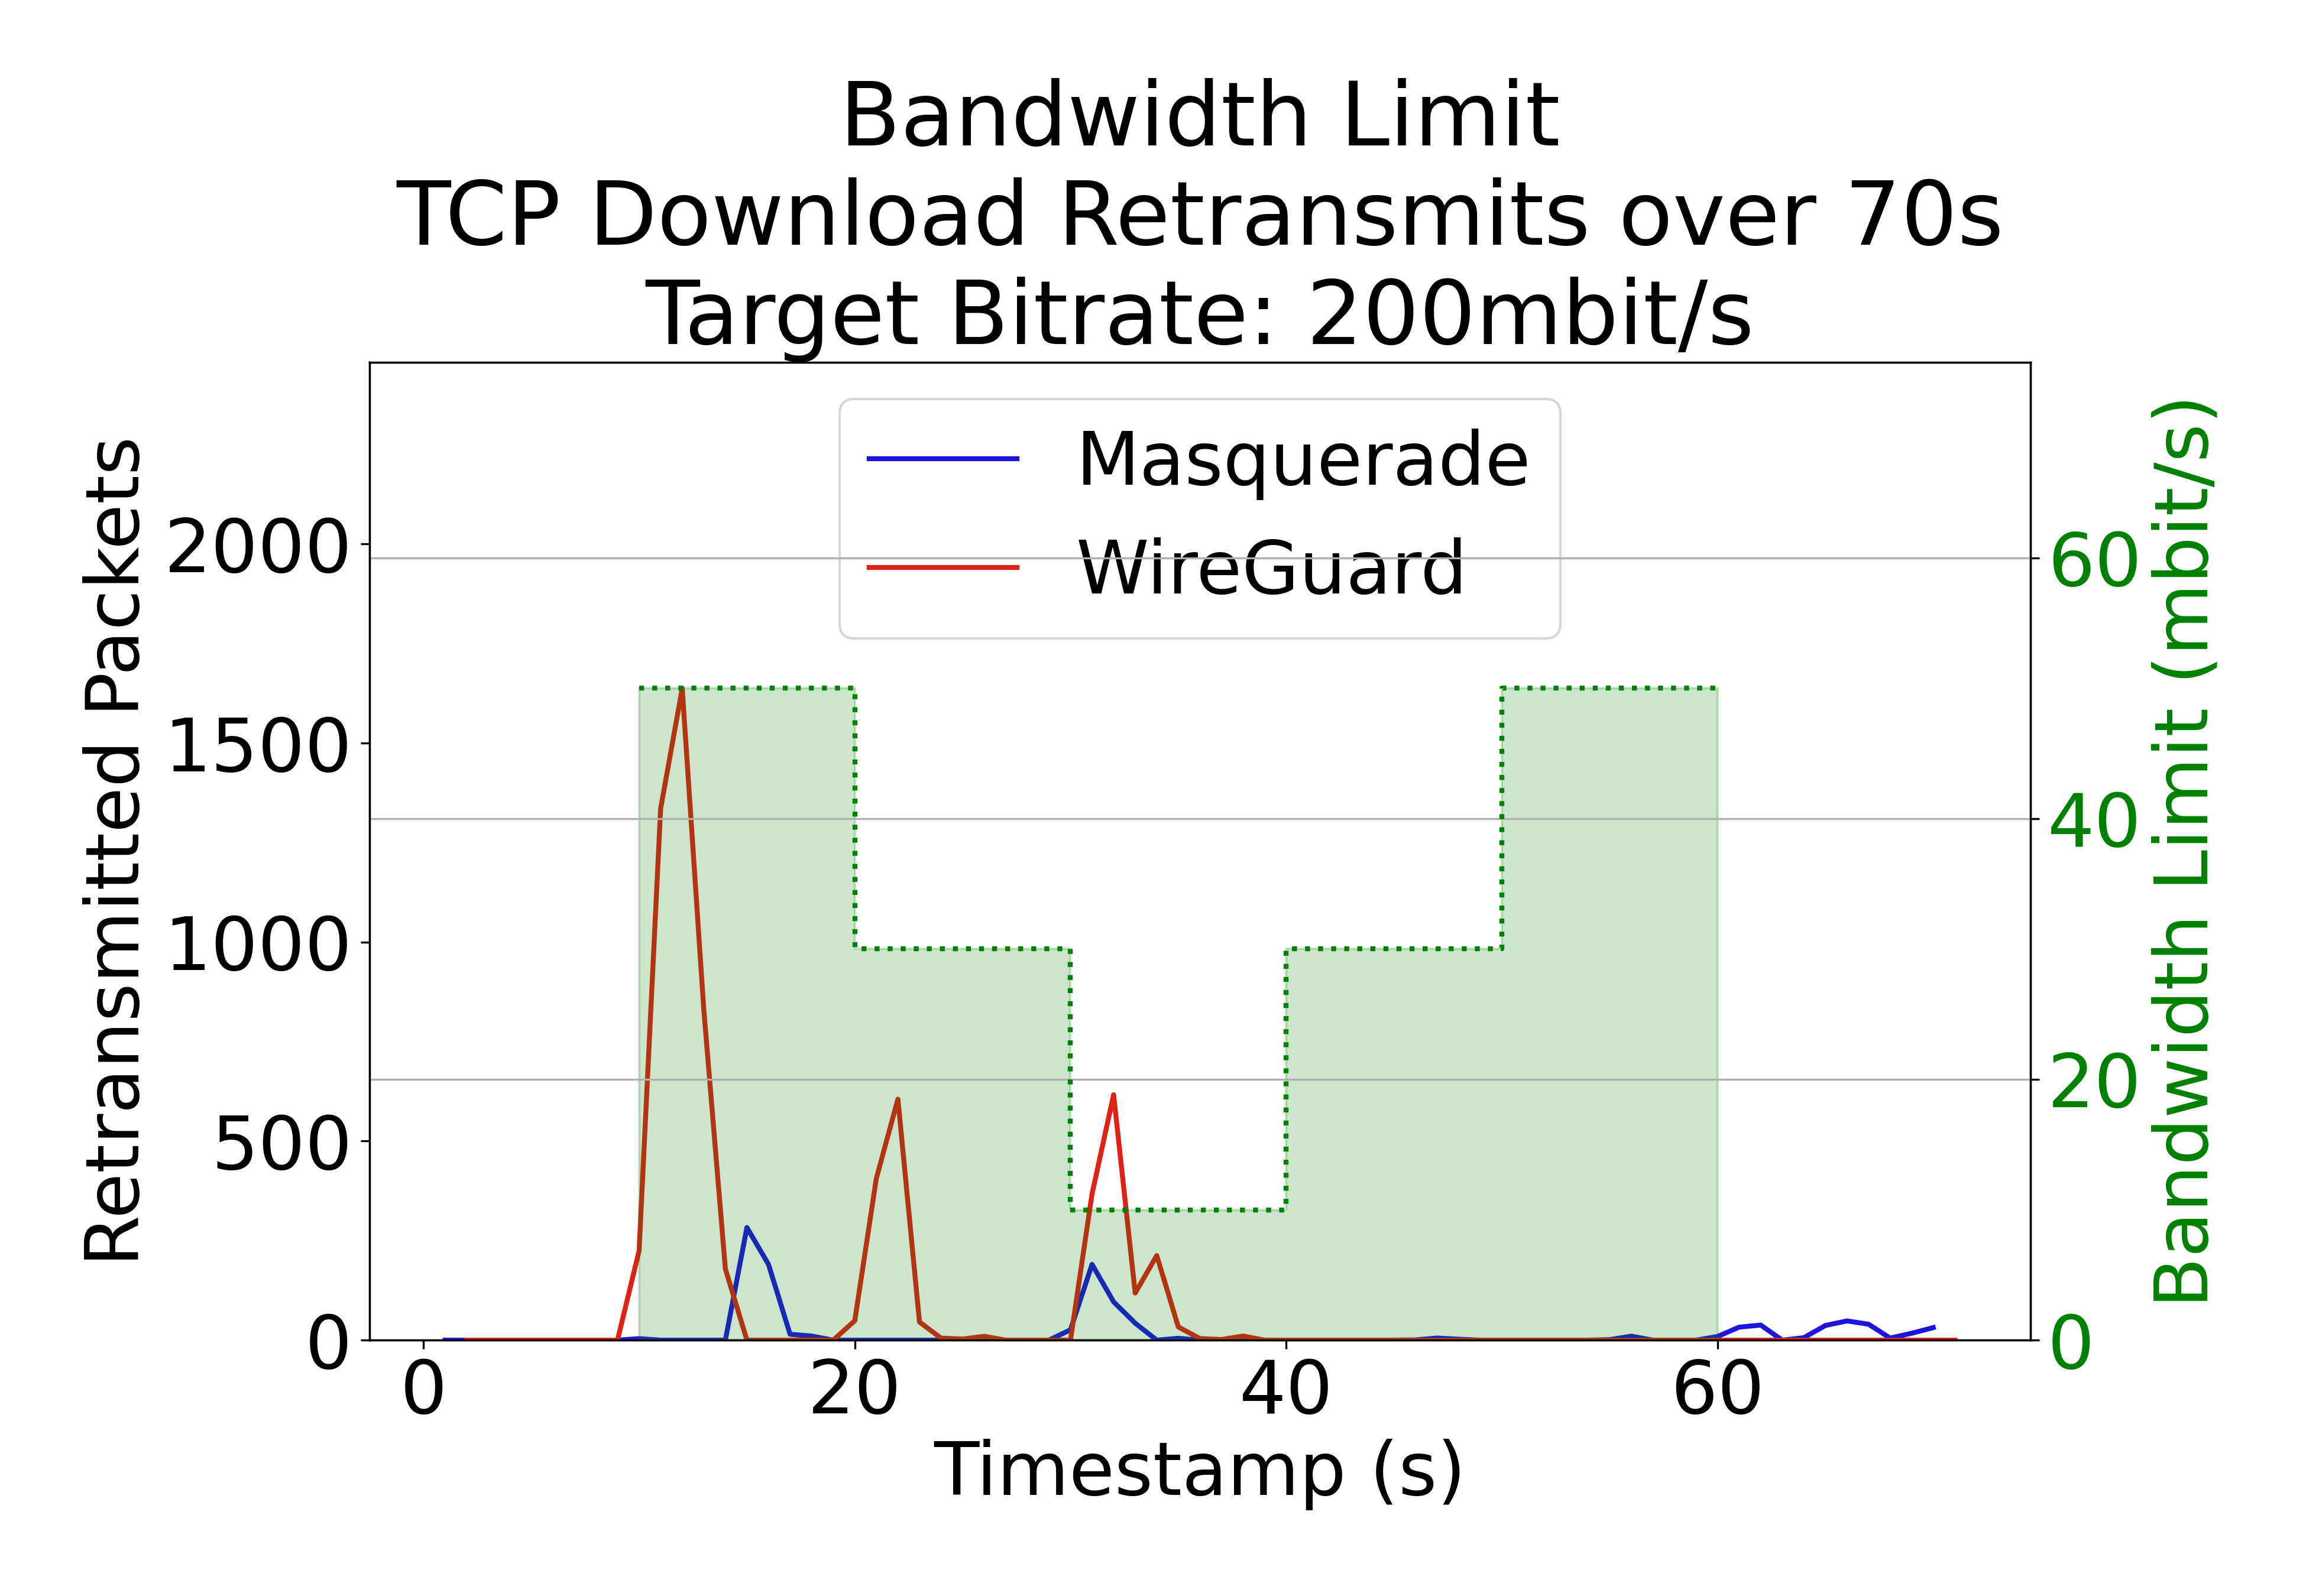 Bandwidth Limit
TCP Download Retransmits over 70s
Target Bitrate: 200mbit/s
Masquerade
WireGuard
Retransmitted Packets
2000
1500
1000
500
0
Bandwidth Limit (mbit/s)
60
40
20
0
0 20 40 60
Timestamp (s)